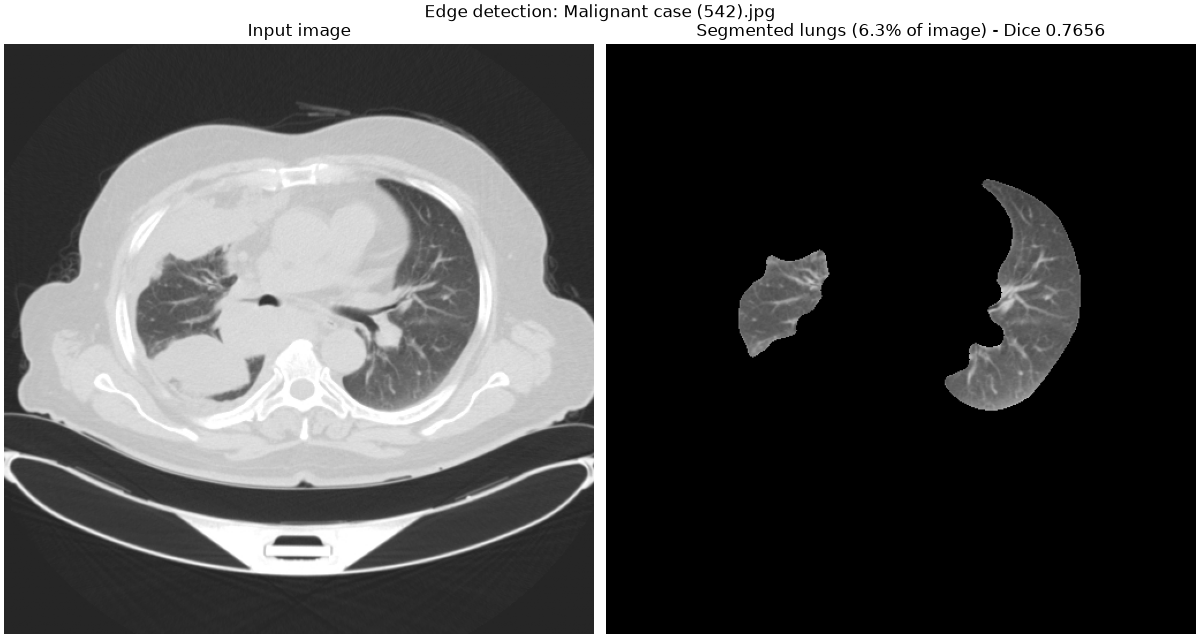 Edge detection: Malignant case (542).jpg
Input image
Segmented lungs (6.3% of image) - Dice 0.7656